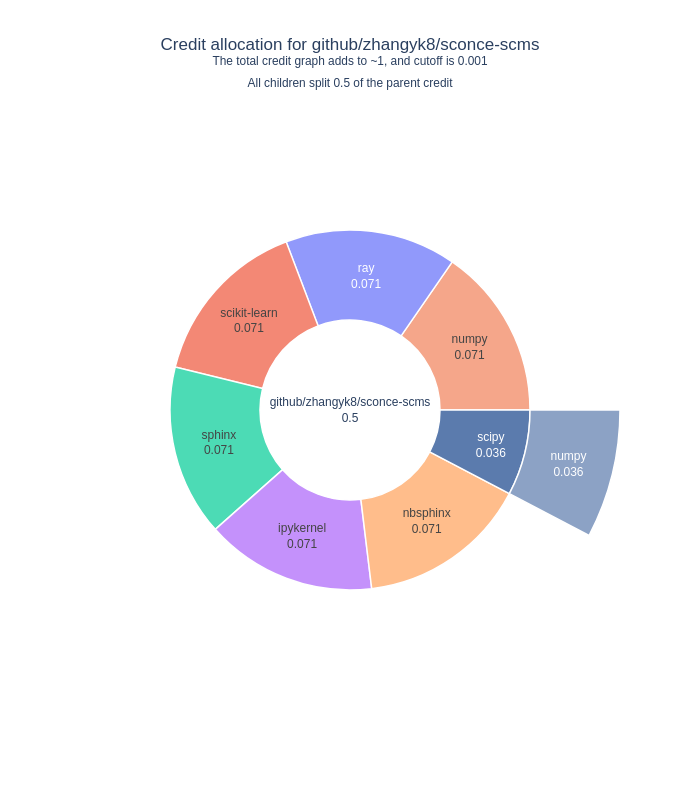 Credit allocation for github/zhangyk8/sconce-scms
The total credit graph adds to ~1, and cutoff is 0.001
All children split 0.5 of the parent credit
ray
0.071
scikit-learn
0.071
numpy
0.071
github/zhangyk8/sconce-scms
0.5
sphinx
0.071
scipy
0.036
numpy
0.036
nbsphinx
0.071
ipykernel
0.071